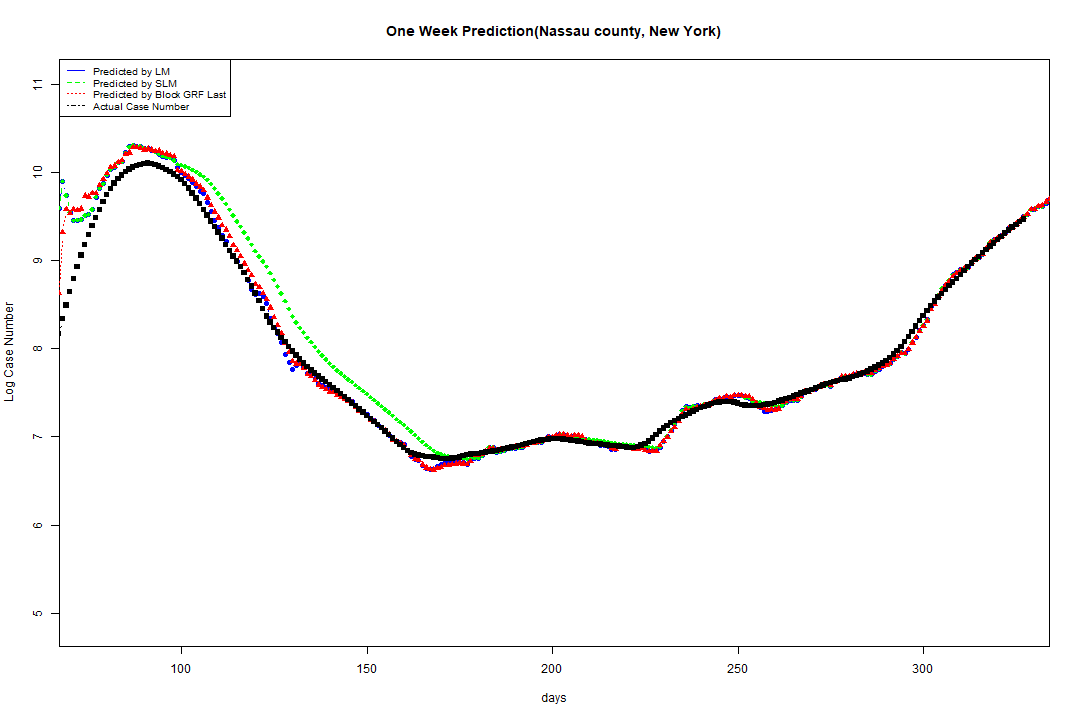 One Week Prediction(Nassau county, New York)
Predicted by LM
Predicted by SLM
Predicted by Block GRF Last
Actual Case Number
Log Case Number
11
10
9
8
7
6
5
100 150 200 250 300
days